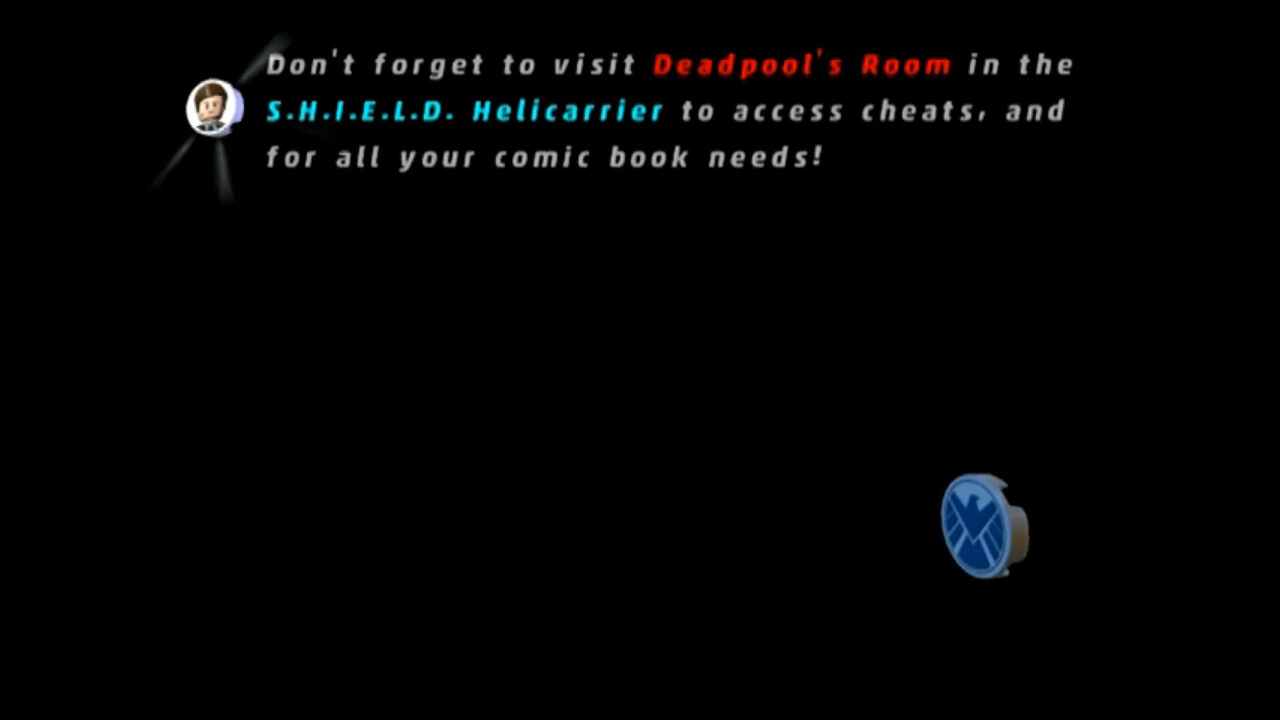 Don't forget to visit Deadpool's Room in the
S.H.I.E.L.D. Helicarrier to access cheats, and
for all your comic book needs!